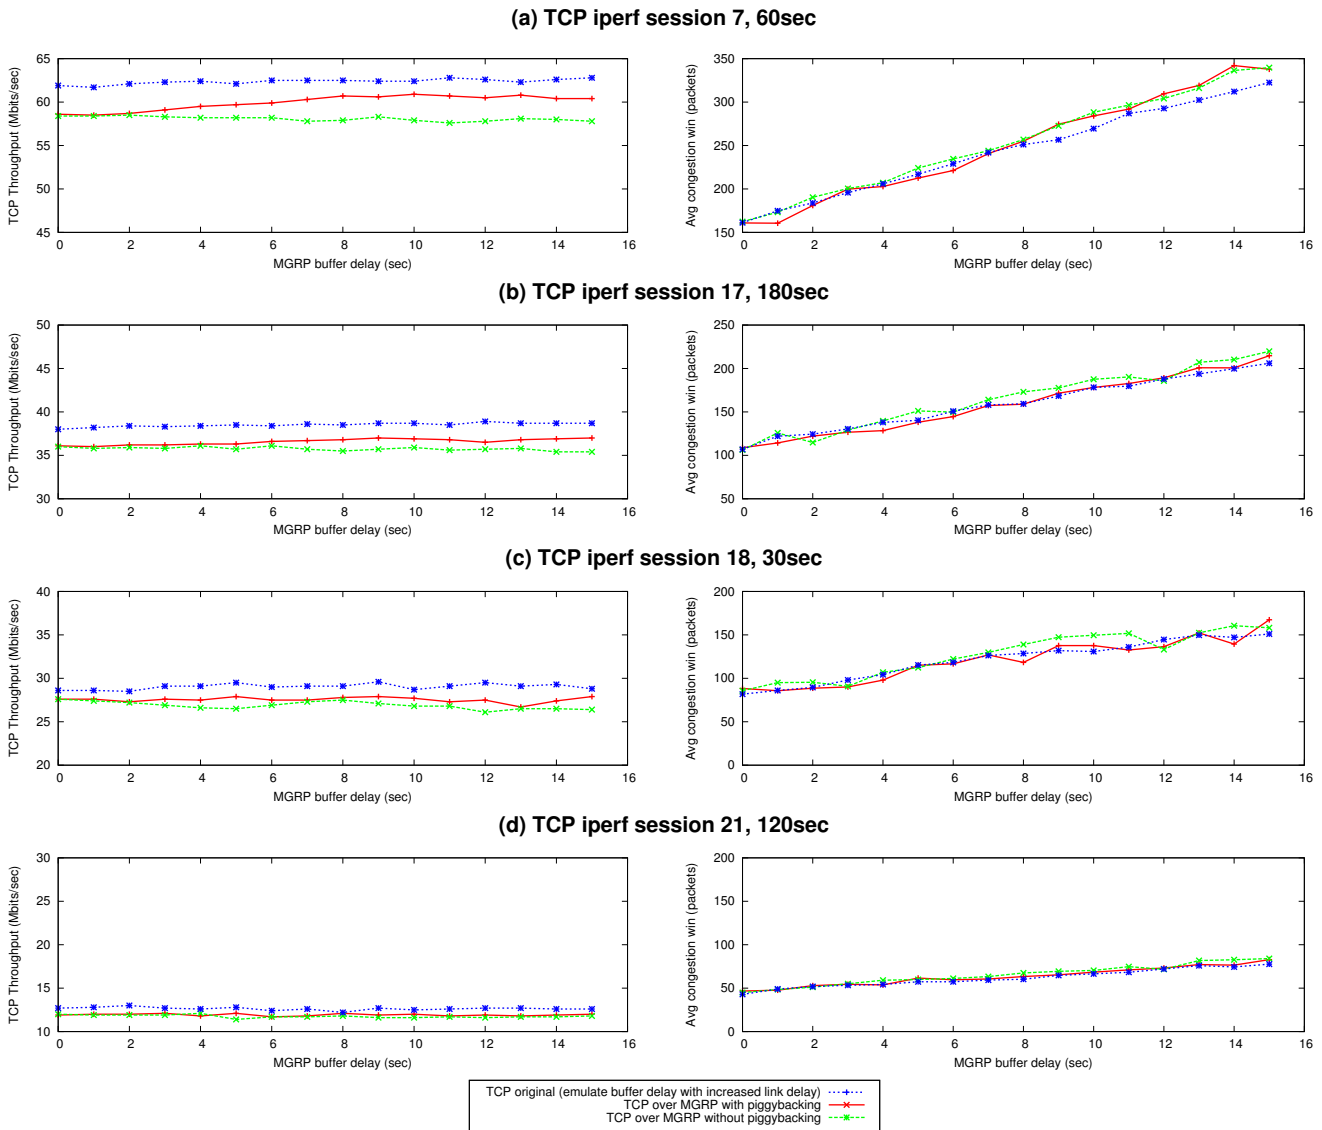 (a) TCP iperf session 7, 60sec
TCP Throughput (Mbits/sec)
65
60
55
50
45
0 2 4 6 8 10 12 14 16
MGRP buffer delay (sec)
Avg congestion win (packets)
350
300
250
200
150
0 2 4 6 8 10 12 14 16
MGRP buffer delay (sec)
(b) TCP iperf session 17, 180sec
TCP Throughput (Mbits/sec)
50
45
40
35
30
0 2 4 6 8 10 12 14 16
MGRP buffer delay (sec)
Avg congestion win (packets)
250
200
150
100
50
0 2 4 6 8 10 12 14 16
MGRP buffer delay (sec)
(c) TCP iperf session 18, 30sec
TCP Throughput (Mbits/sec)
40
35
30
25
20
0 2 4 6 8 10 12 14 16
MGRP buffer delay (sec)
Avg congestion win (packets)
200
150
100
50
0
0 2 4 6 8 10 12 14 16
MGRP buffer delay (sec)
(d) TCP iperf session 21, 120sec
TCP Throughput (Mbits/sec)
30
25
20
15
10
0 2 4 6 8 10 12 14 16
MGRP buffer delay (sec)
Avg congestion win (packets)
200
150
100
50
0
0 2 4 6 8 10 12 14 16
MGRP buffer delay (sec)
TCP original (emulate buffer delay with increased link delay)
TCP over MGRP with piggybacking
TCP over MGRP without piggybacking